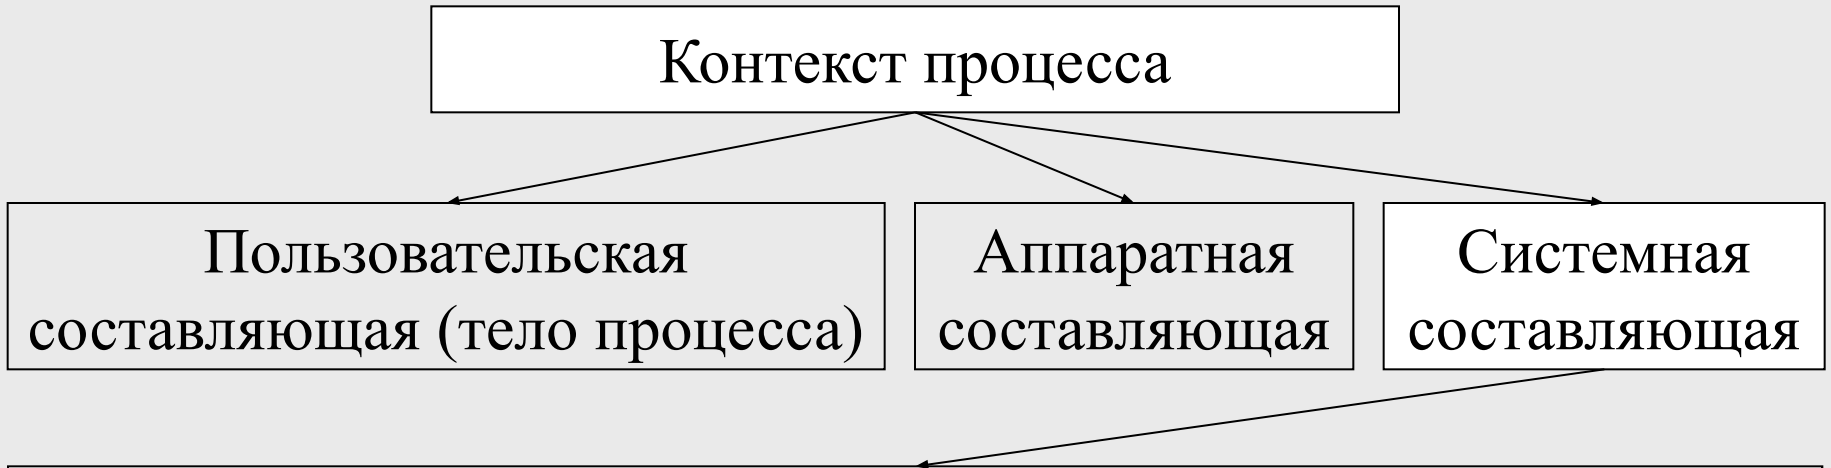 Контекст процесса
Пользовательская
составляющая (тело процесса)
Аппаратная
составляющая
Системная
составляющая